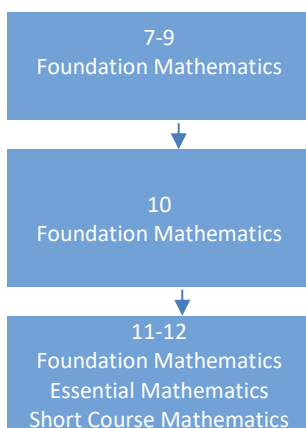 7-9
Foundation Mathematics
10
Foundation Mathematics
11-12
Foundation Mathematics
Essential Mathematics
Short Course Mathematics